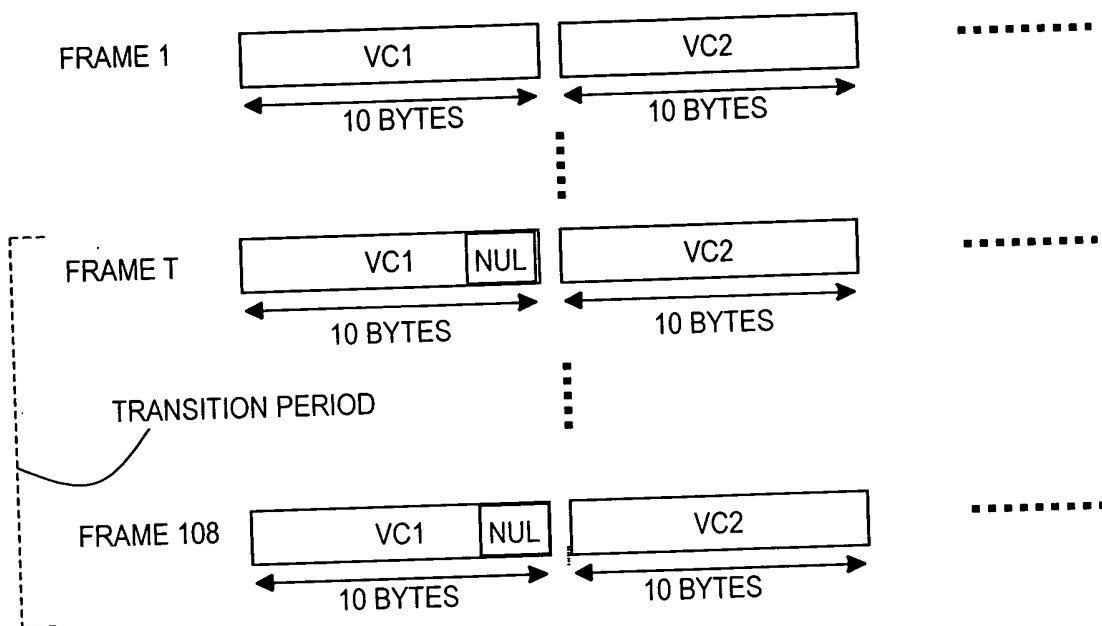 FRAME 1 VC1 VC2
10 BYTES 10 BYTES
FRAME T VC1 NUL VC2
10 BYTES 10 BYTES
TRANSITION PERIOD
FRAME 108 VC1 NUL VC2
10 BYTES 10 BYTES